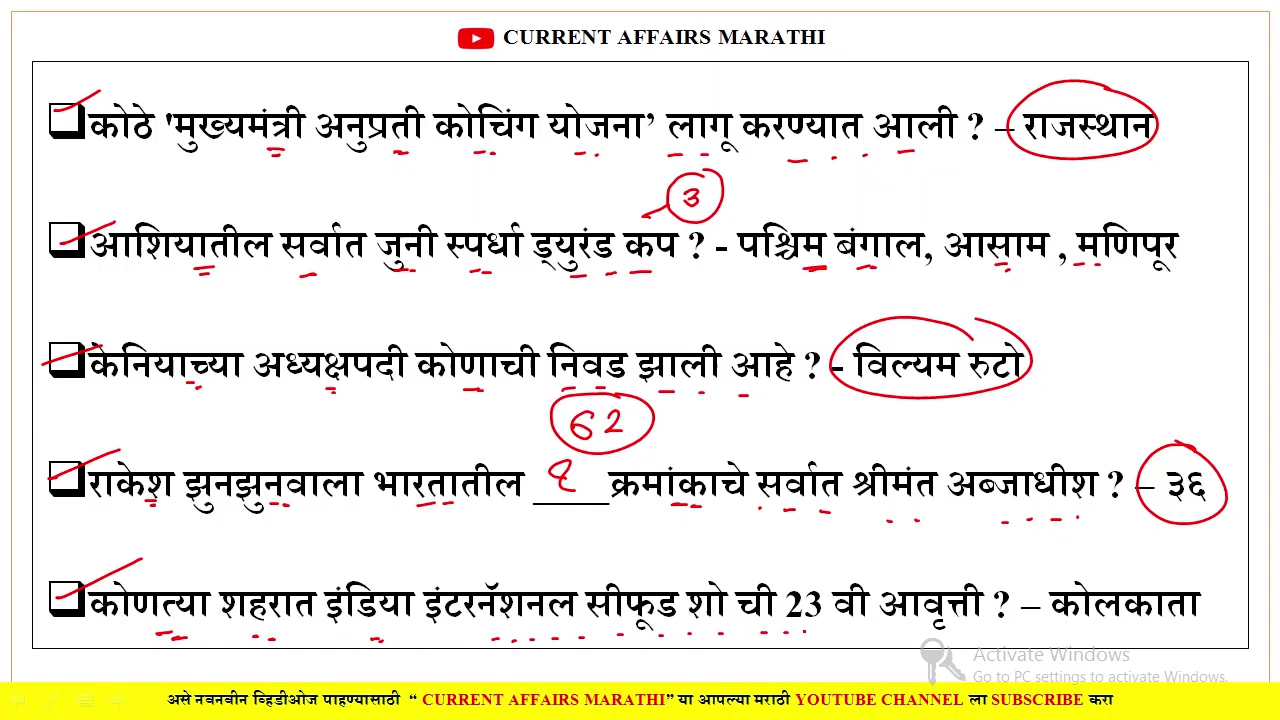 CURRENT AFFAIRS MARATHI
कोठे 'मुख्यमंत्री अनुप्रती कोचिंग योजना’ लागू करण्यात आली ? – राजस्थान
3
आशियातील सर्वात जुनी स्पर्धा ड्युरंड कप ? - पश्चिम बंगाल, आसाम , मणिपूर
केनियाच्या अध्यक्षपदी कोणाची निवड झाली आहे ? - विल्यम रुटो
62
राकेश झुनझुनवाला भारतातील _____क्रमांकाचे सर्वात श्रीमंत अब्जाधीश ? – ३६
कोणत्या शहरात इंडिया इंटरनॅशनल सीफूड शो ची 23 वी आवृत्ती ? – कोलकाता
Activate Windows
Go to PC settings to activate Windows.
असे नवनवीन व्हिडीओज पाहण्यासाठी “ CURRENT AFFAIRS MARATHI” या आपल्या मराठी YOUTUBE CHANNEL ला SUBSCRIBE करा